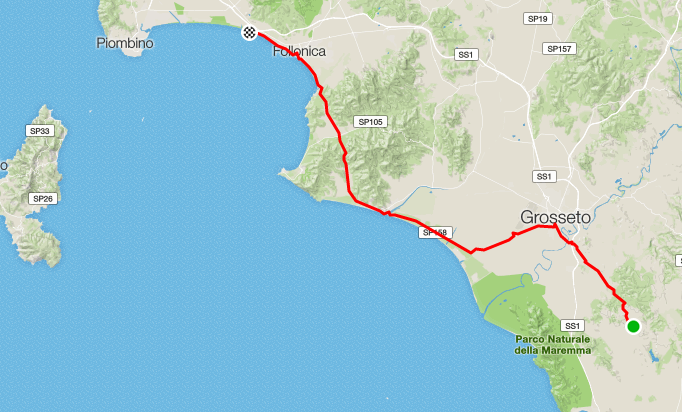 SP19
Piombino
Follonica
SS1
SP157
SP105
SP33
o
SS1
SP26
Grosseto
SP158
SS1
Parco Naturale
della Maremma